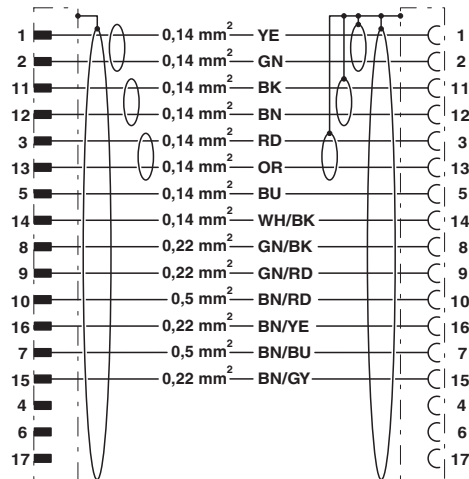 1 0,14 mm² YE 1
2 0,14 mm² GN 2
11 0,14 mm² BK 11
12 0,14 mm² BN 12
3 0,14 mm² RD 3
13 0,14 mm² OR 13
5 0,14 mm² BU 5
14 0,14 mm² WH/BK 14
8 0,22 mm² GN/BK 8
9 0,22 mm² GN/RD 9
10 0,5 mm² BN/RD 10
16 0,22 mm² BN/YE 16
7 0,5 mm² BN/BU 7
15 0,22 mm² BN/GY 15
4 4
6 6
17 17